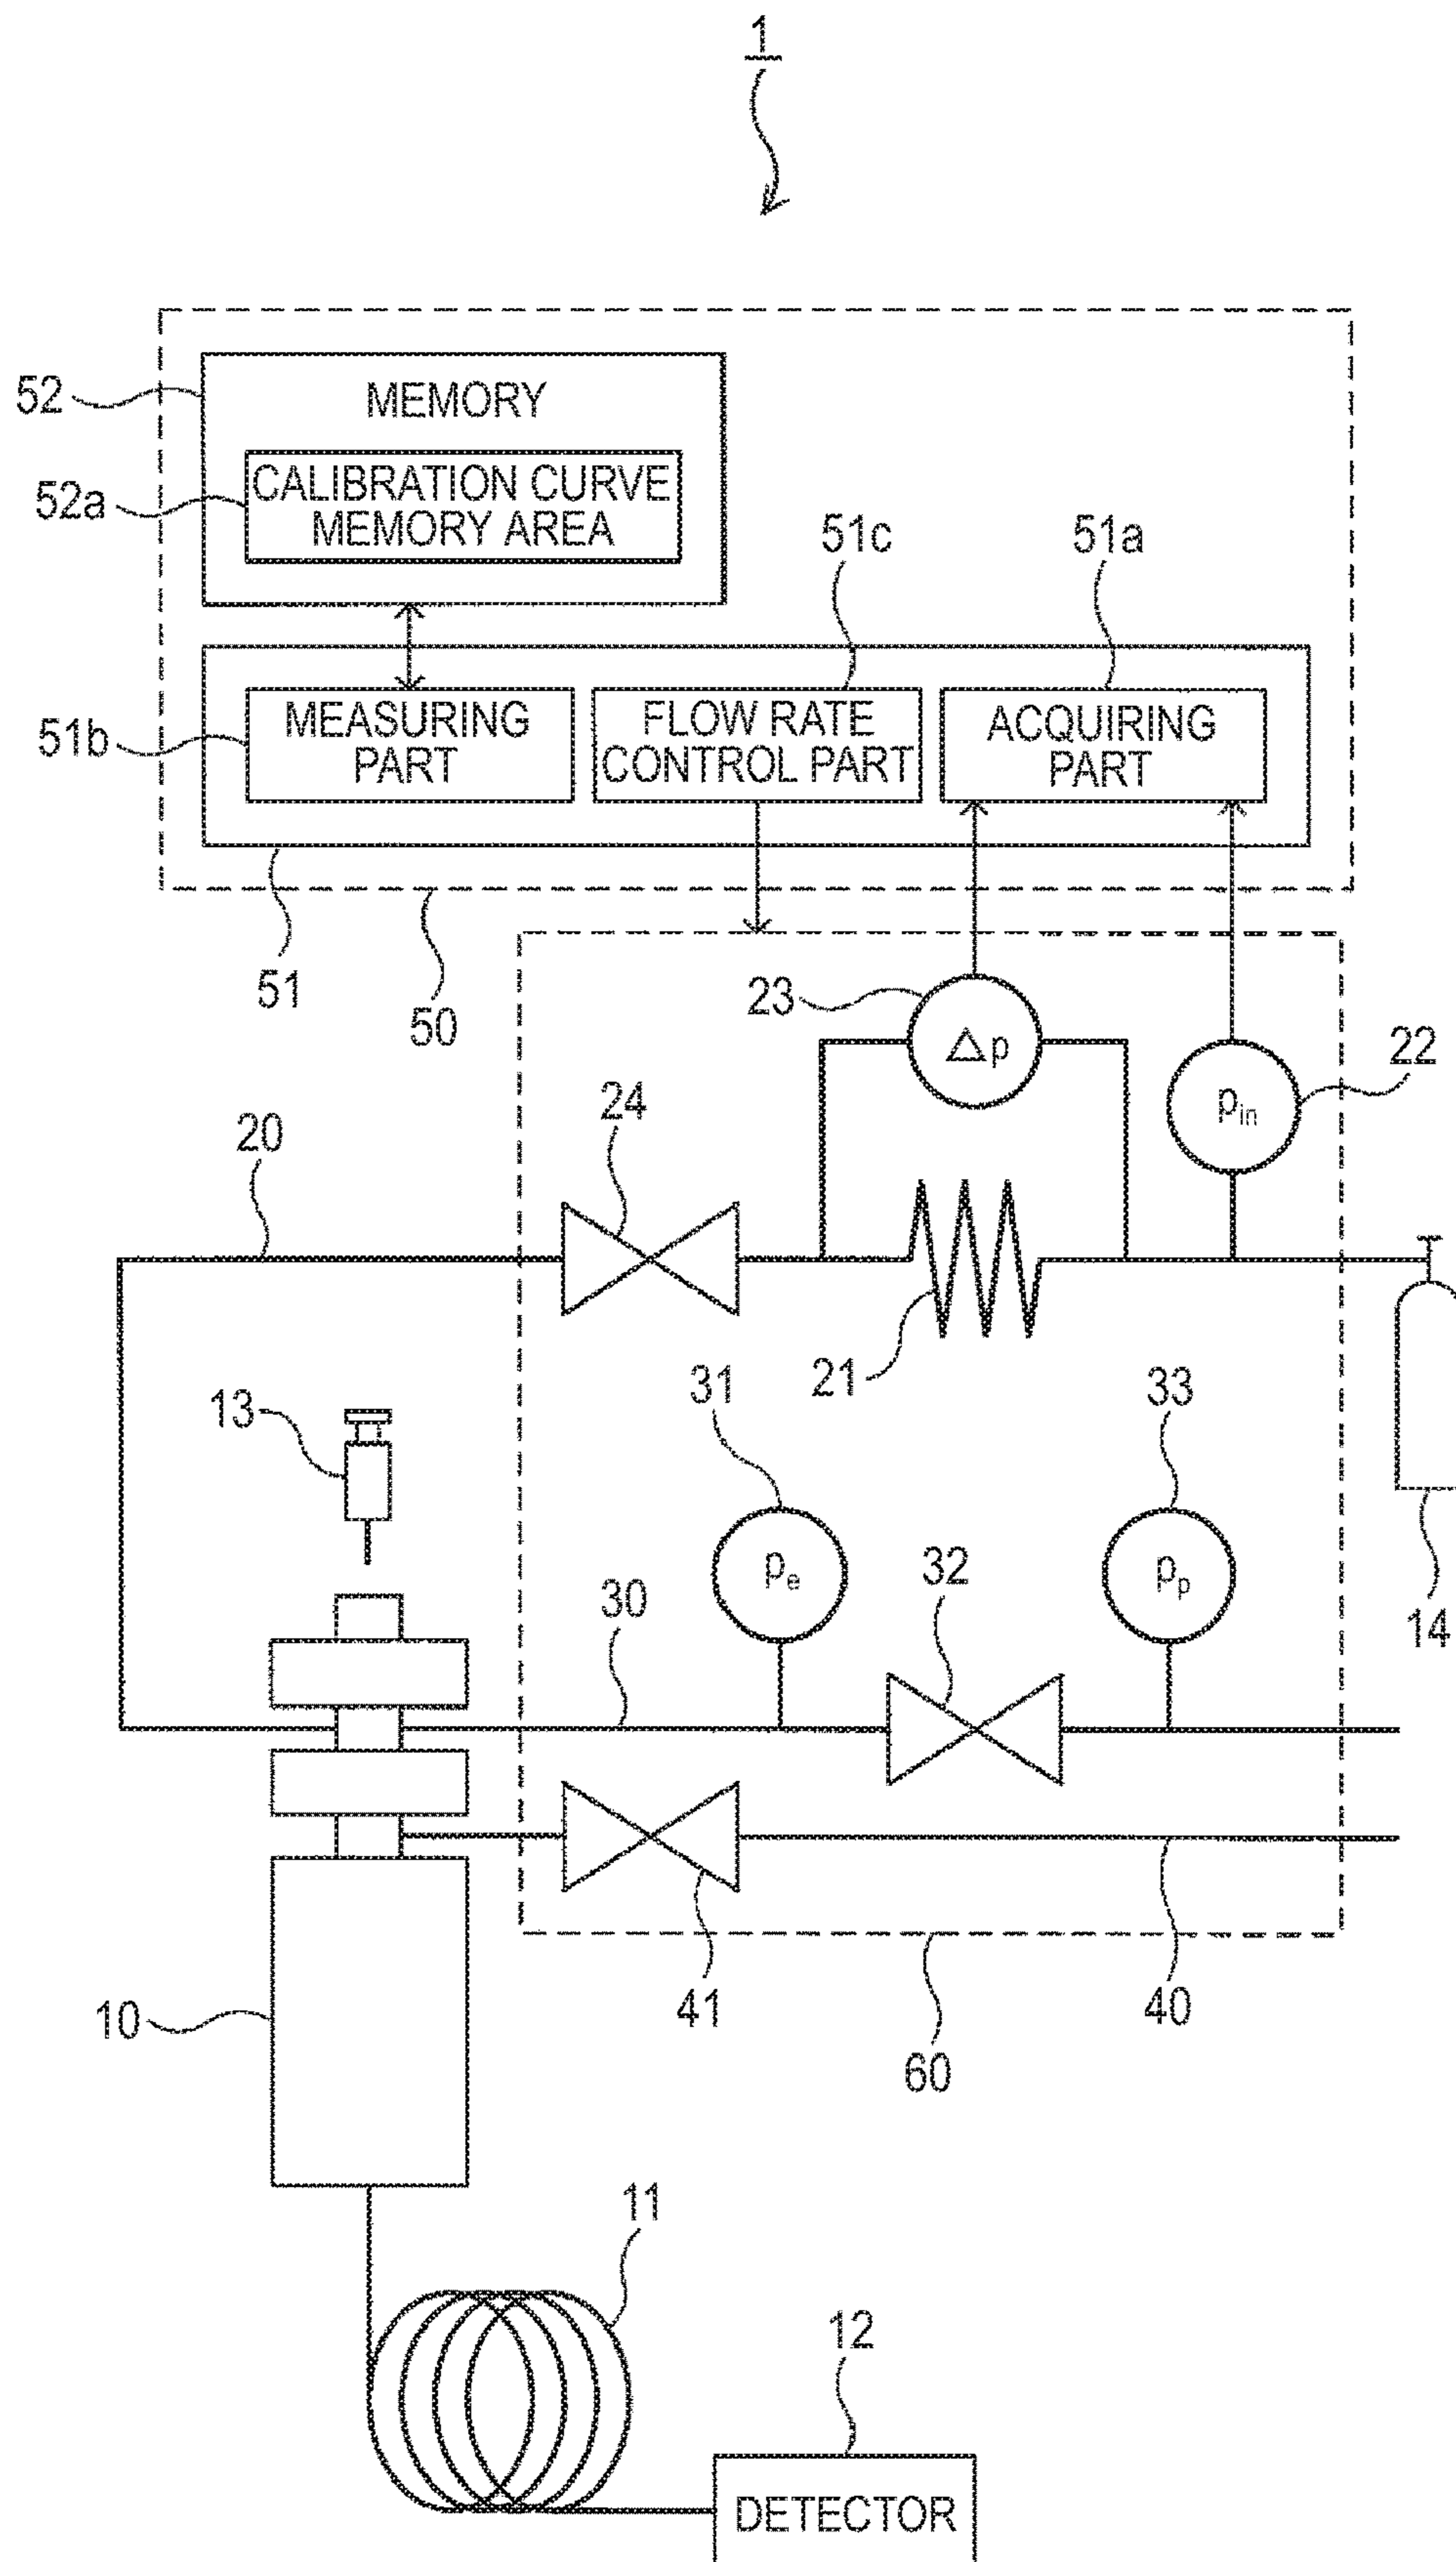 1
52
MEMORY
52a
CALIBRATION CURVE
MEMORY AREA
51c
51a
51b
MEASURING
PART
FLOW RATE
CONTROL PART
ACQUIRING
PART
51
50
23
Δp
22
pin
24
20
21
13
31
33
14
pe
pp
30
32
10
41
40
60
11
12
DETECTOR